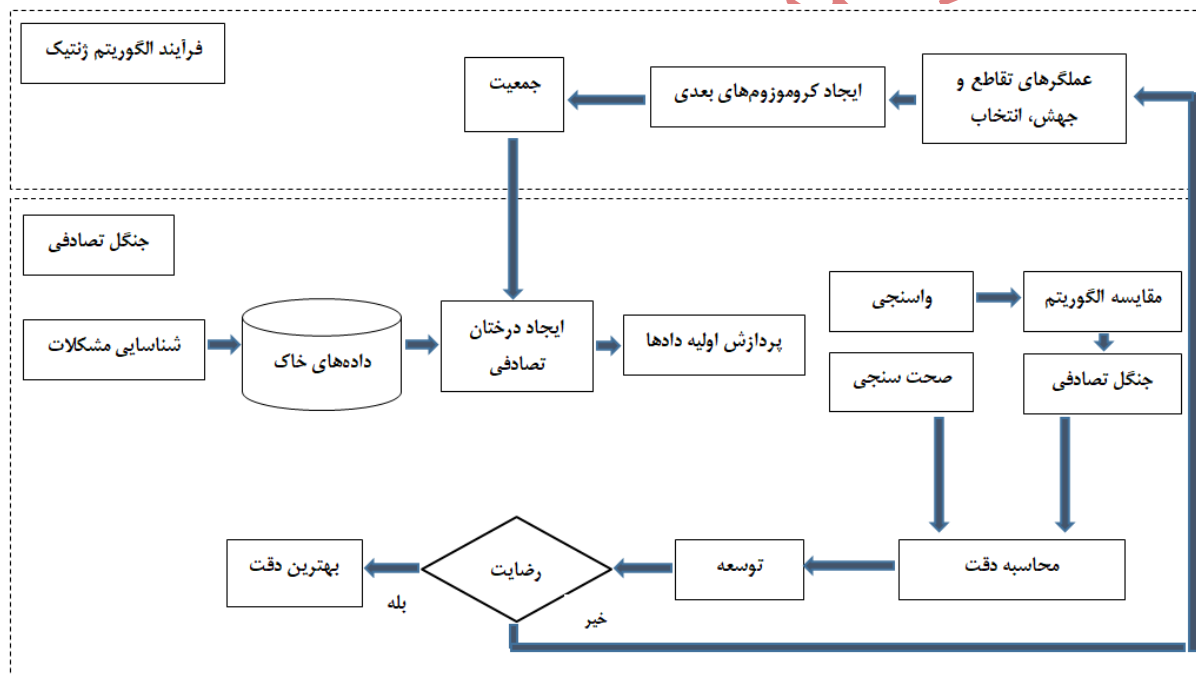 فرآیند الگوریتم ژنتیک
عملگرهای تقاطع و
جهش، انتخاب
ایجاد کروموزوم‌های بعدی
جمعیت
جنگل تصادفی
شناسایی مشکلات
داده‌های خاک
ایجاد درختان
تصادفی
پردازش اولیه دادها
واسنجی
مقایسه الگوریتم
صحت سنجی
جنگل تصادفی
محاسبه دقت
توسعه
رضایت
بهترین دقت
بله
خیر